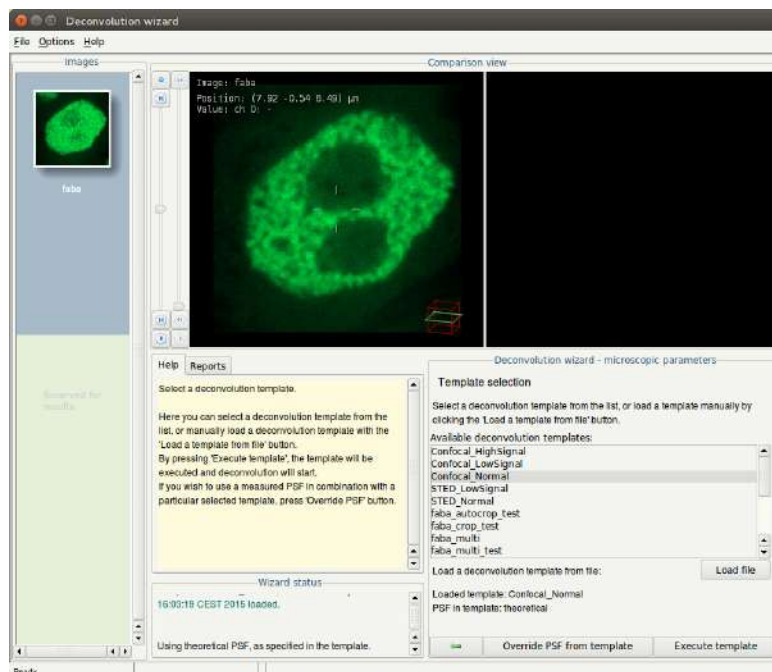 Deconvolution wizard
File Options Help
Images
Comparison view
Image: faba
Position: (7.92 -0.54 8.49) µm
Value: ch 0: -
faba
Reserved for
results
Help
Reports
Select a deconvolution template.
Here you can select a deconvolution template from the
list, or manually load a deconvolution template with the
'Load a template from file' button.
By pressing 'Execute template', the template will be
executed and deconvolution will start.
If you wish to use a measured PSF in combination with a
particular selected template, press 'Override PSF' button.
Wizard status
16:03:19 CEST 2015 loaded.
Using theoretical PSF, as specified in the template.
Deconvolution wizard - microscopic parameters
Template selection
Select a deconvolution template from the list, or load a template manually by
clicking the 'Load a template from file' button.
Available deconvolution templates:
Confocal_HighSignal
Confocal_LowSignal
Confocal_Normal
STED_LowSignal
STED_Normal
faba_autocrop_test
faba_crop_test
faba_multi
faba_multi_test
Load a deconvolution template from file:
Load file
Loaded template: Confocal_Normal
PSF in template: theoretical
Override PSF from template
Execute template